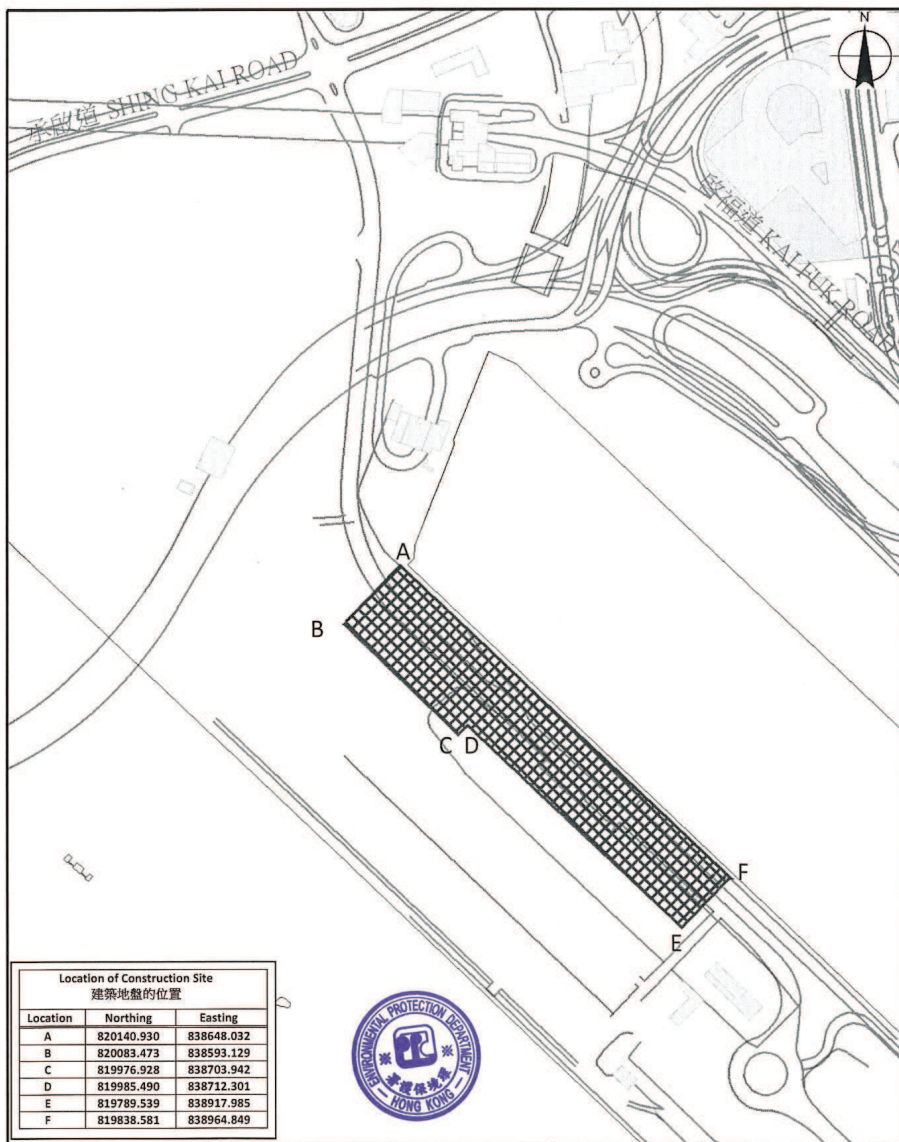 N
承啟道 SHING KAI ROAD
啟福道 KAI FUK ROAD
A
B
C D
F
E
Location of Construction Site
建築地盤的位置
Location Northing Easting
A 820140.930 838648.032
B 820083.473 838593.129
C 819976.928 838703.942
D 819985.490 838712.301
E 819789.539 838917.985
F 819838.581 838964.849
ENVIRONMENTAL PROTECTION DEPARTMENT
HONG KONG
署護保境環